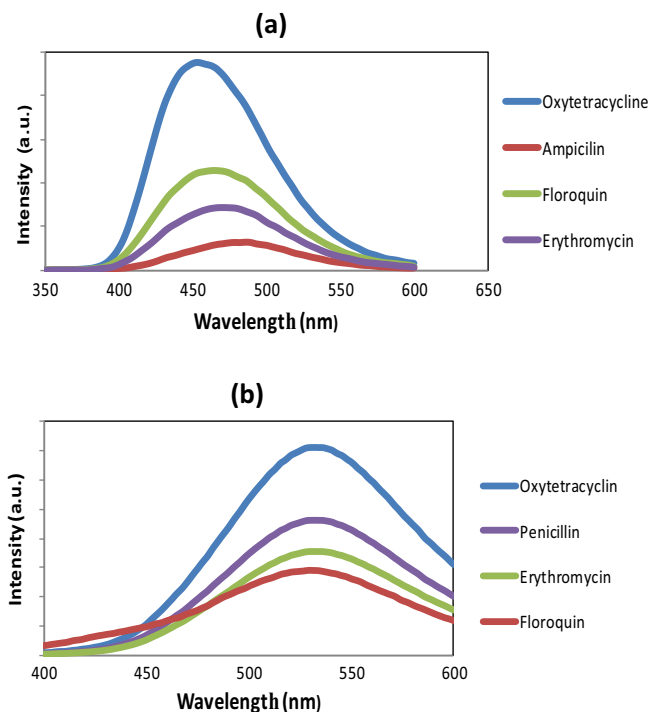 (a)
Intensity (a.u.)
Oxytetracycline
Ampicilin
Floroquin
Erythromycin
350 400 450 500 550 600 650
Wavelength (nm)
(b)
Intensity (a.u.)
Oxytetracyclin
Penicillin
Erythromycin
Floroquin
400 450 500 550 600
Wavelength (nm)